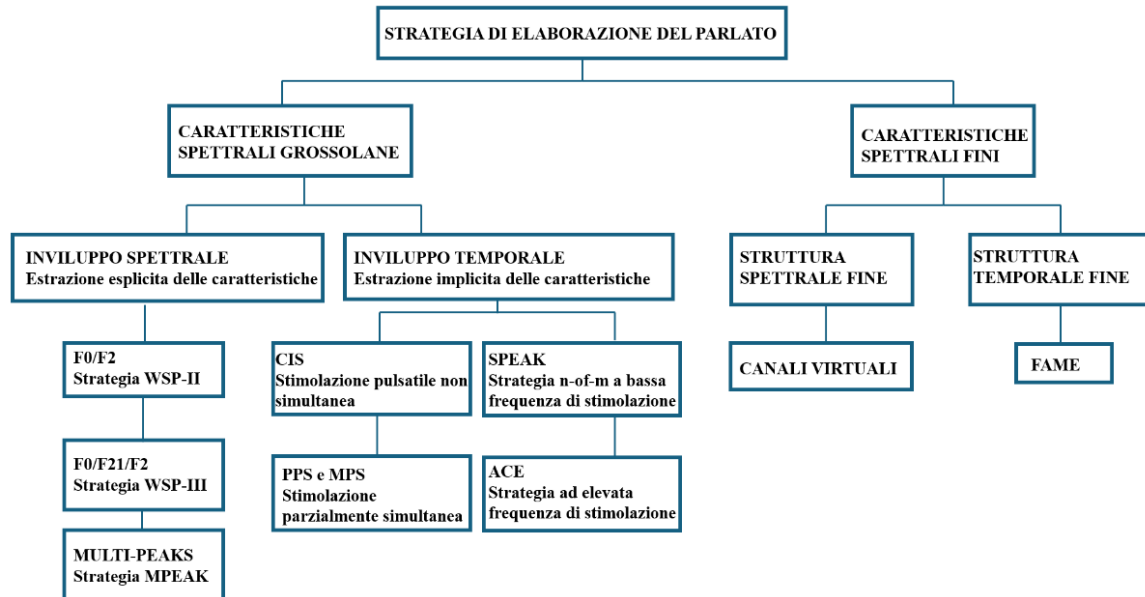 STRATEGIA DI ELABORAZIONE DEL PARLATO
CARATTERISTICHE
SPETTRALI GROSSOLANE
CARATTERISTICHE
SPETTRALI FINI
INVILUPPO SPETTRALE
Estrazione esplicita delle caratteristiche
INVILUPPO TEMPORALE
Estrazione implicita delle caratteristiche
STRUTTURA
SPETTRALE FINE
STRUTTURA
TEMPORALE FINE
F0/F2
Strategia WSP-II
CIS
Stimolazione pulsatile non
simultanea
SPEAK
Strategia n-of-m a bassa
frequenza di stimolazione
CANALI VIRTUALI
FAME
F0/F21/F2
Strategia WSP-III
PPS e MPS
Stimolazione
parzialmente simultanea
ACE
Strategia ad elevata
frequenza di stimolazione
MULTI-PEAKS
Strategia MPEAK